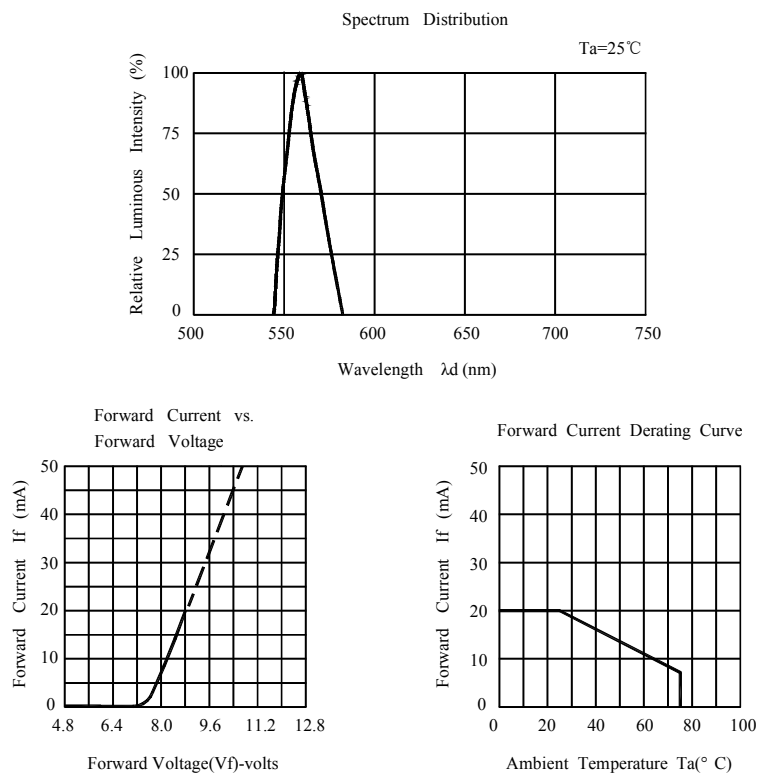 Spectrum Distribution
Ta=25℃
Relative Luminous Intensity (%)
100
75
50
25
0
500 550 600 650 700 750
Wavelength λd (nm)
Forward Current vs.
Forward Voltage
Forward Current If (mA)
50
40
30
20
10
0
4.8 6.4 8.0 9.6 11.2 12.8
Forward Voltage(Vf)-volts
Forward Current Derating Curve
Forward Current If (mA)
50
40
30
20
10
0
0 20 40 60 80 100
Ambient Temperature Ta(° C)